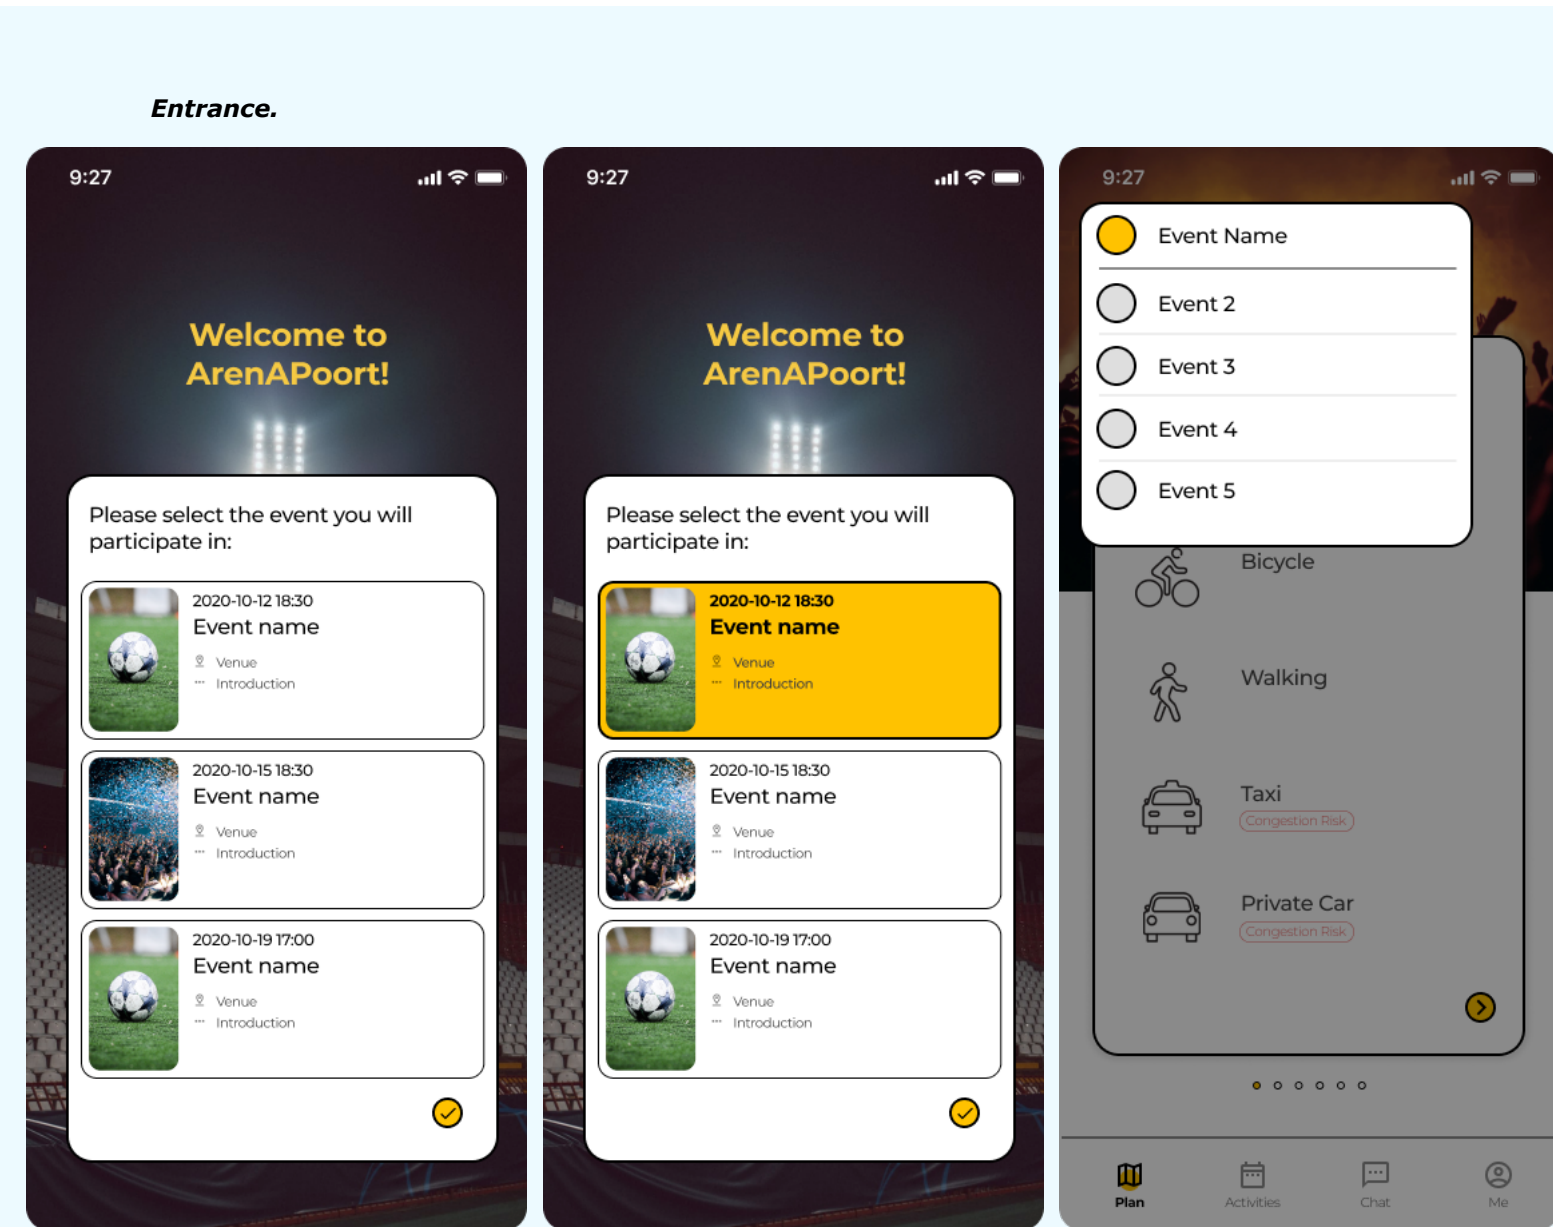 Entrance.
9:27
Welcome to
ArenAPoort!
Please select the event you will
participate in:
2020-10-12 18:30
Event name
Venue
Introduction
2020-10-15 18:30
Event name
Venue
Introduction
2020-10-19 17:00
Event name
Venue
Introduction
9:27
Welcome to
ArenAPoort!
Please select the event you will
participate in:
2020-10-12 18:30
Event name
Venue
Introduction
2020-10-15 18:30
Event name
Venue
Introduction
2020-10-19 17:00
Event name
Venue
Introduction
9:27
Event Name
Event 2
Event 3
Event 4
Event 5
Bicycle
Walking
Taxi
Congestion Risk
Private Car
Congestion Risk
Plan
Activities
Chat
Me